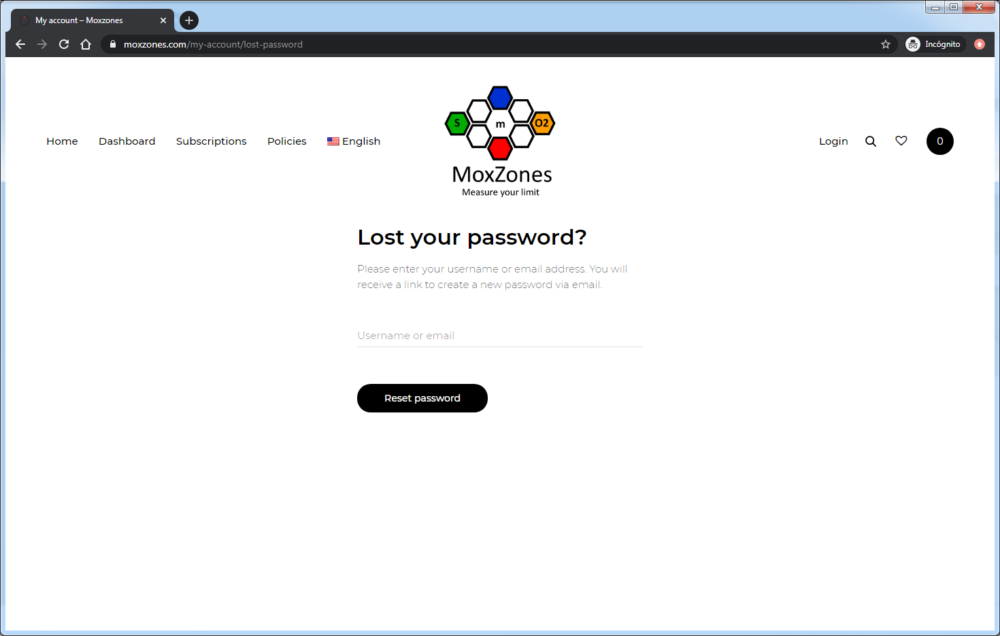 My account – Moxzones
moxzones.com/my-account/lost-password
Incógnito
Home
Dashboard
Subscriptions
Policies
English
S
m
O2
MoxZones
Measure your limit
Login
0
Lost your password?
Please enter your username or email address. You will
receive a link to create a new password via email.
Username or email
Reset password